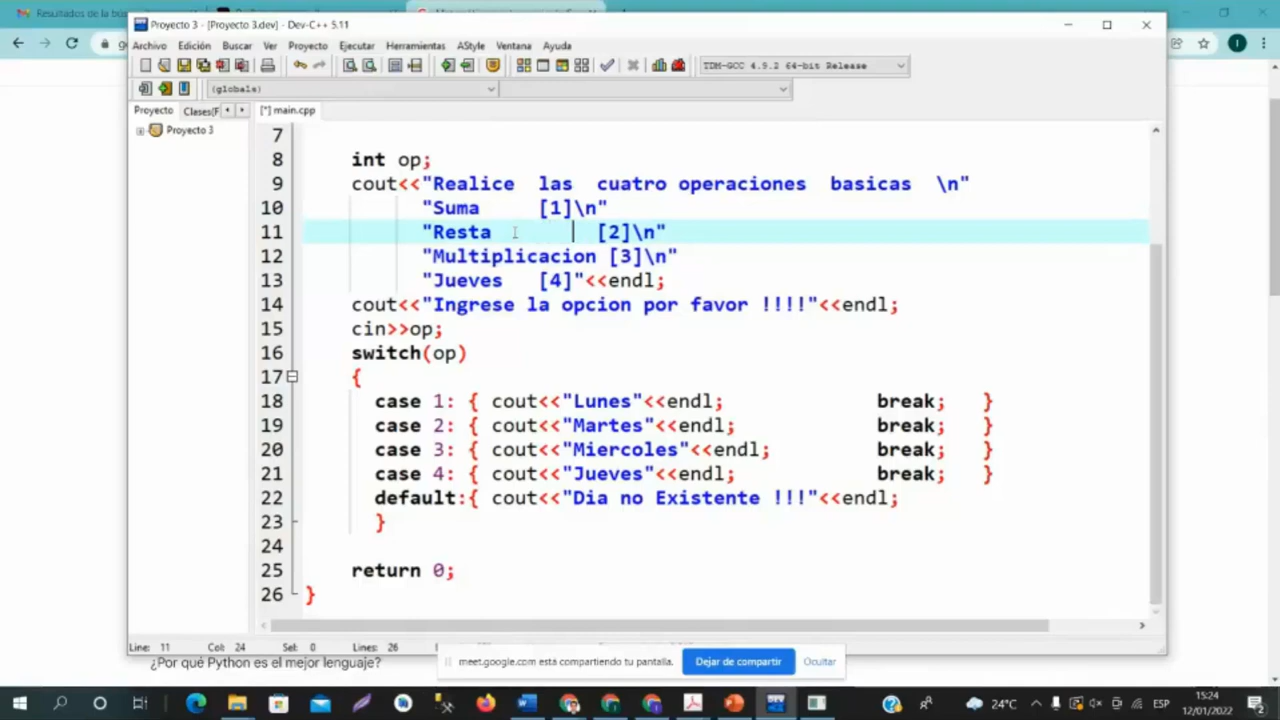 Resultados de la bús
Proyecto 3 - [Proyecto 3.dev] - Dev-C++ 5.11
Archivo Edición Buscar Ver Proyecto Ejecutar Herramientas AStyle Ventana Ayuda
TDM-GCC 4.9.2 64-bit Release
(globals)
Proyecto Clases(F
[*] main.cpp
Proyecto 3
7
8 int op;
9 cout<<"Realice las cuatro operaciones basicas \n"
10 "Suma [1]\n"
11 "Resta [2]\n"
12 "Multiplicacion [3]\n"
13 "Jueves [4]"<<endl;
14 cout<<"Ingrese la opcion por favor !!!!"<<endl;
15 cin>>op;
16 switch(op)
17 {
18 case 1: { cout<<"Lunes"<<endl; break; }
19 case 2: { cout<<"Martes"<<endl; break; }
20 case 3: { cout<<"Miercoles"<<endl; break; }
21 case 4: { cout<<"Jueves"<<endl; break; }
22 default:{ cout<<"Dia no Existente !!!"<<endl;
23 }
24
25 return 0;
26 }
Line: 11 Col: 24 Sel: 0 Lines: 26
¿Por qué Python es el mejor lenguaje?
meet.google.com está compartiendo tu pantalla. Dejar de compartir Ocultar
24°C ESP 15:24
12/01/2022